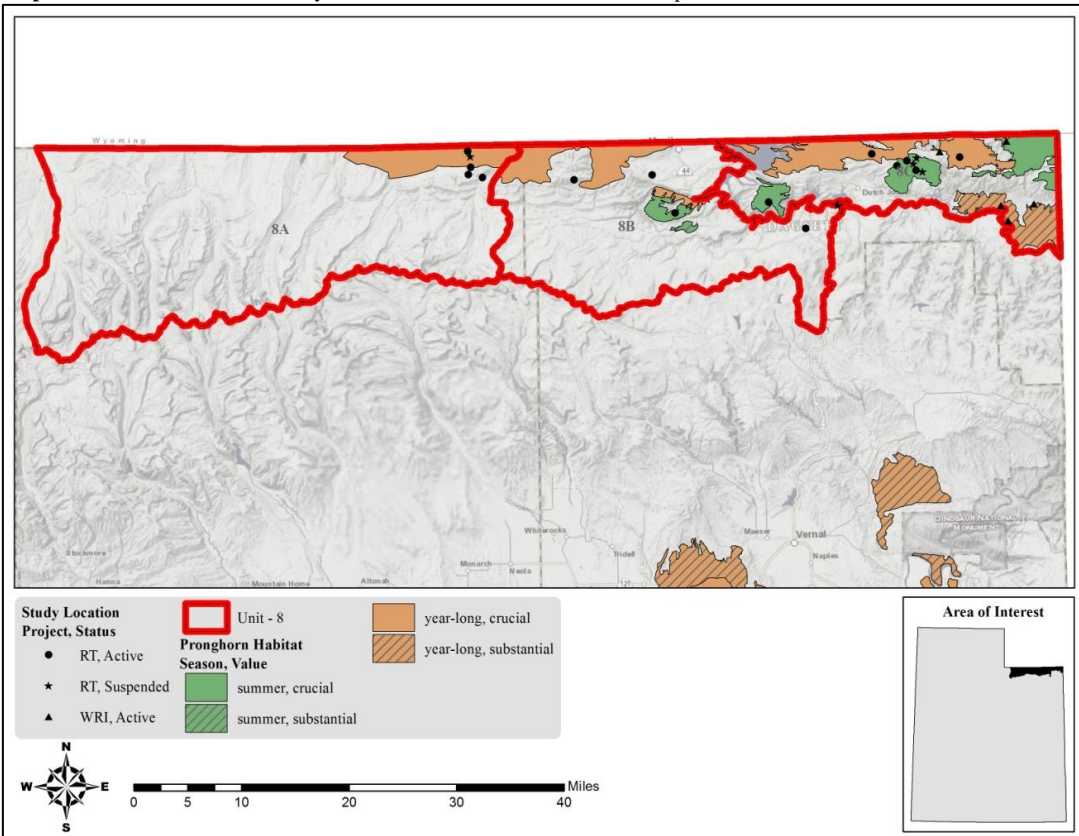 Wyoming
44
8A
8B
8C
DAGGETT
Whiterocks
Maeser
Vernal
Naples
DINOSAUR NATIONAL
MONUMENT
Tridell
Stockmore
Hanna
Mountain Home
Altonah
Monarch
Neola
121
Study Location
Project, Status
RT, Active
RT, Suspended
WRI, Active
Unit - 8
Pronghorn Habitat
Season, Value
summer, crucial
summer, substantial
year-long, crucial
year-long, substantial
Area of Interest
N
W
E
S
Miles
0 5 10 20 30 40